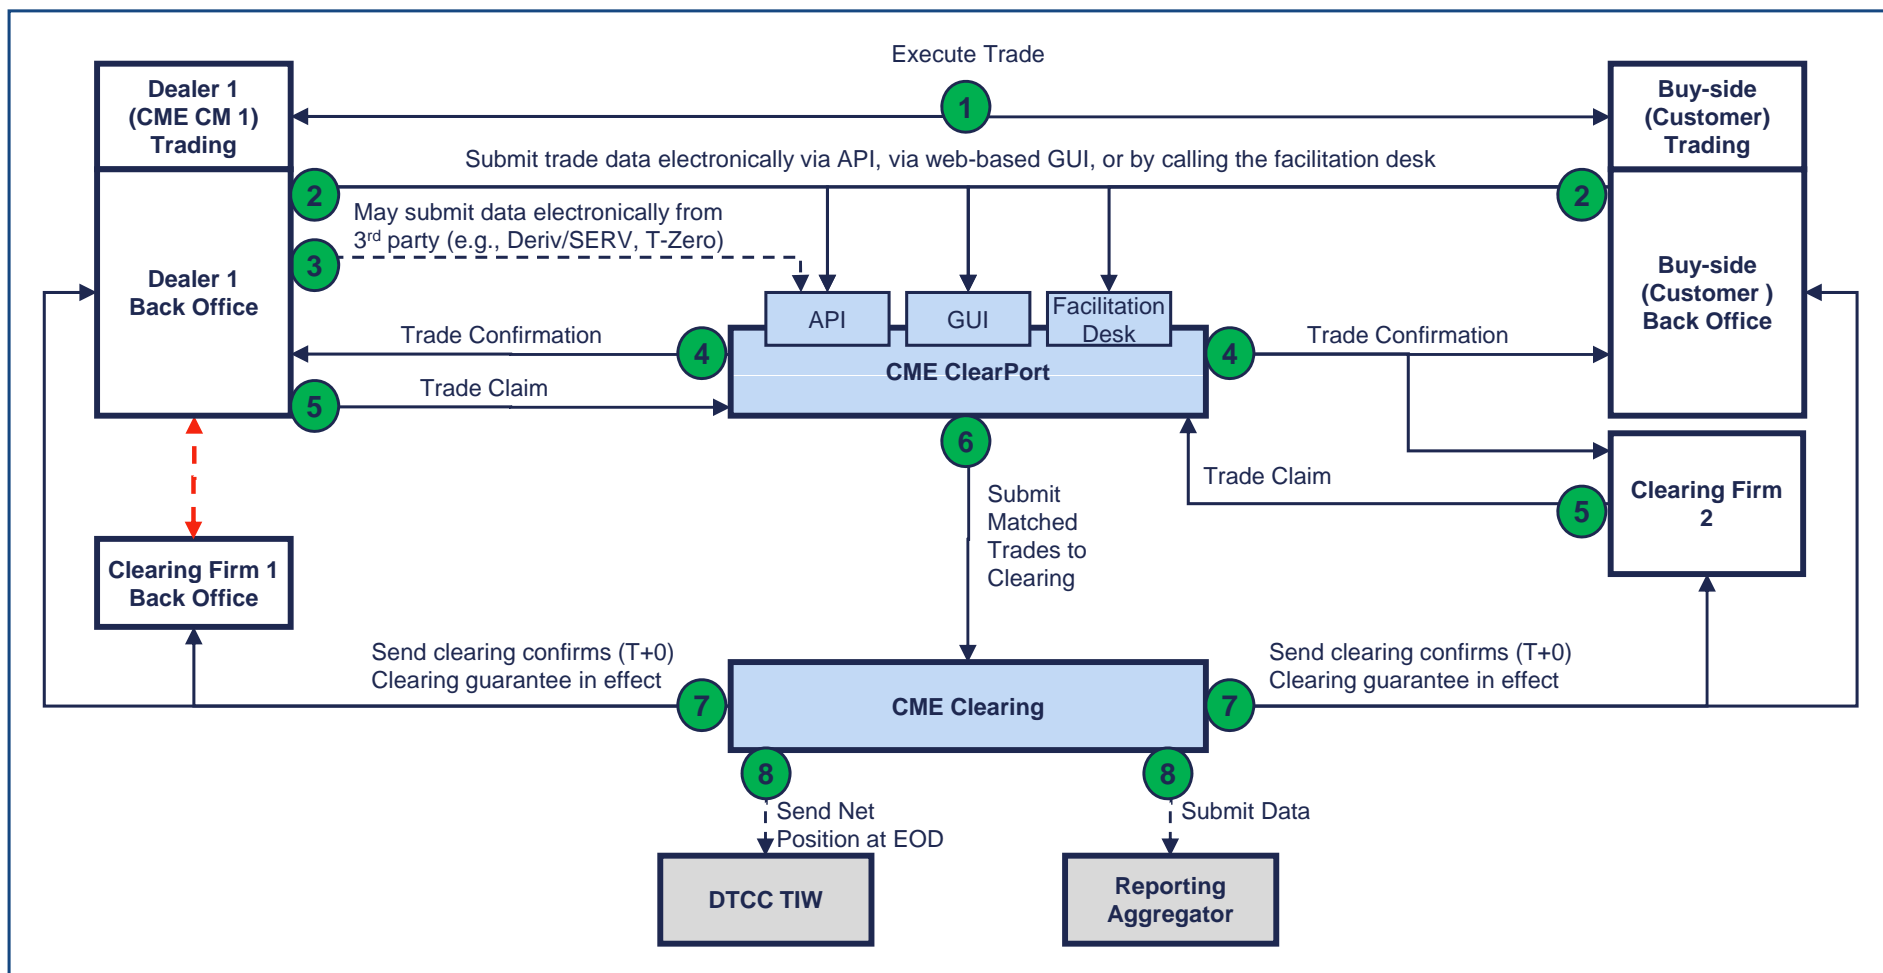 Execute Trade
Dealer 1
(CME CM 1)
Trading
1
Buy-side
(Customer)
Trading
Submit trade data electronically via API, via web-based GUI, or by calling the facilitation desk
2
2
May submit data electronically from
3rd party (e.g., Deriv/SERV, T-Zero)
3
Dealer 1
Back Office
Buy-side
(Customer )
Back Office
API
GUI
Facilitation
Desk
Trade Confirmation
4
CME ClearPort
4
Trade Confirmation
Trade Claim
5
6
Trade Claim
5
Clearing Firm
2
Submit
Matched
Trades to
Clearing
Clearing Firm 1
Back Office
Send clearing confirms (T+0)
Clearing guarantee in effect
7
CME Clearing
7
Send clearing confirms (T+0)
Clearing guarantee in effect
8
8
Send Net
Position at EOD
Submit Data
DTCC TIW
Reporting
Aggregator